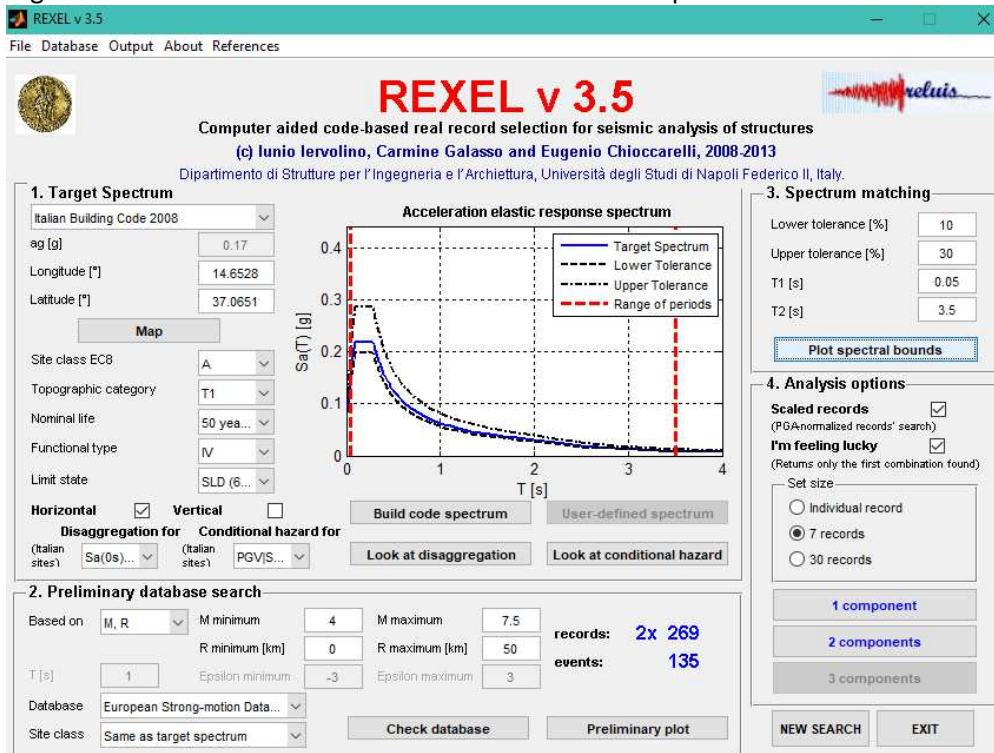 REXEL v 3.5
File Database Output About References
REXEL v 3.5
reluis
Computer aided code-based real record selection for seismic analysis of structures
(c) Iunio Iervolino, Carmine Galasso and Eugenio Chioccarelli, 2008-2013
Dipartimento di Strutture per l'Ingegneria e l'Archiettura, Università degli Studi di Napoli Federico II, Italy.
1. Target Spectrum
Italian Building Code 2008
ag [g] 0.17
Longitude [°] 14.6528
Latitude [°] 37.0651
Map
Site class EC8 A
Topographic category T1
Nominal life 50 yea...
Functional type IV
Limit state SLD (6...
Horizontal Vertical
Disaggregation for Conditional hazard for
(Italian sites) Sa(0s)... (Italian sites) PGV|S...
Acceleration elastic response spectrum
Target Spectrum
Lower Tolerance
Upper Tolerance
Range of periods
Sa(T) [g]
0.4
0.3
0.2
0.1
0
0 1 2 3 4
T [s]
Build code spectrum User-defined spectrum
Look at disaggregation Look at conditional hazard
2. Preliminary database search
Based on M, R M minimum 4 M maximum 7.5
R minimum [km] 0 R maximum [km] 50
T [s] 1 Epsilon minimum -3 Epsilon maximum 3
records: 2x 269
events: 135
Database European Strong-motion Data...
Site class Same as target spectrum
Check database Preliminary plot
3. Spectrum matching
Lower tolerance [%] 10
Upper tolerance [%] 30
T1 [s] 0.05
T2 [s] 3.5
Plot spectral bounds
4. Analysis options
Scaled records
(PGA-normalized records' search)
I'm feeling lucky
(Returns only the first combination found)
Set size
Individual record
7 records
30 records
1 component
2 components
3 components
NEW SEARCH EXIT